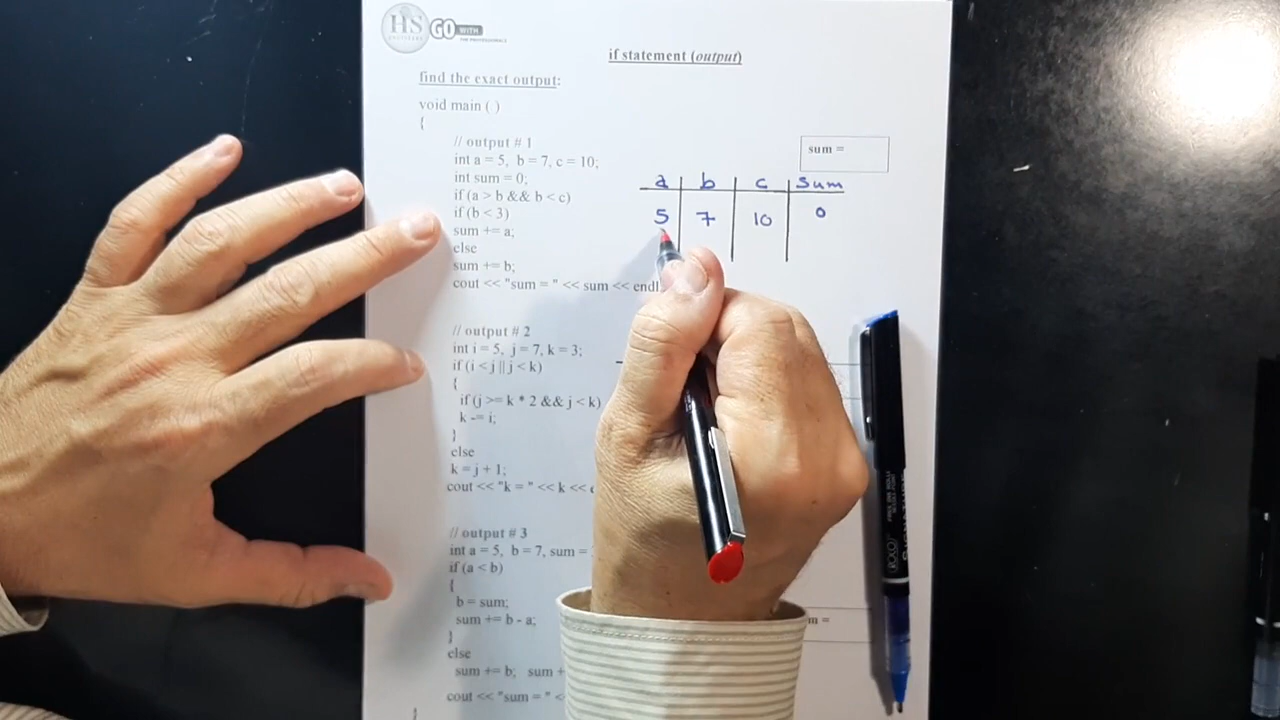 HS
GO WITH
if statement (output)
find the exact output:
void main ( )
{
// output # 1
int a = 5, b = 7, c = 10;
int sum = 0;
if (a > b && b < c)
if (b < 3)
sum += a;
else
sum += b;
cout << "sum = " << sum << endl
sum =
a b c sum
5 7 10 0
// output # 2
int i = 5, j = 7, k = 3;
if (i < j || j < k)
{
if (j >= k * 2 && j < k)
k -= i;
}
else
k = j + 1;
cout << "k = " << k <<
// output # 3
int a = 5, b = 7, sum =
if (a < b)
{
b = sum;
sum += b - a;
}
else
sum += b; sum +
cout << "sum = " <
}
m =